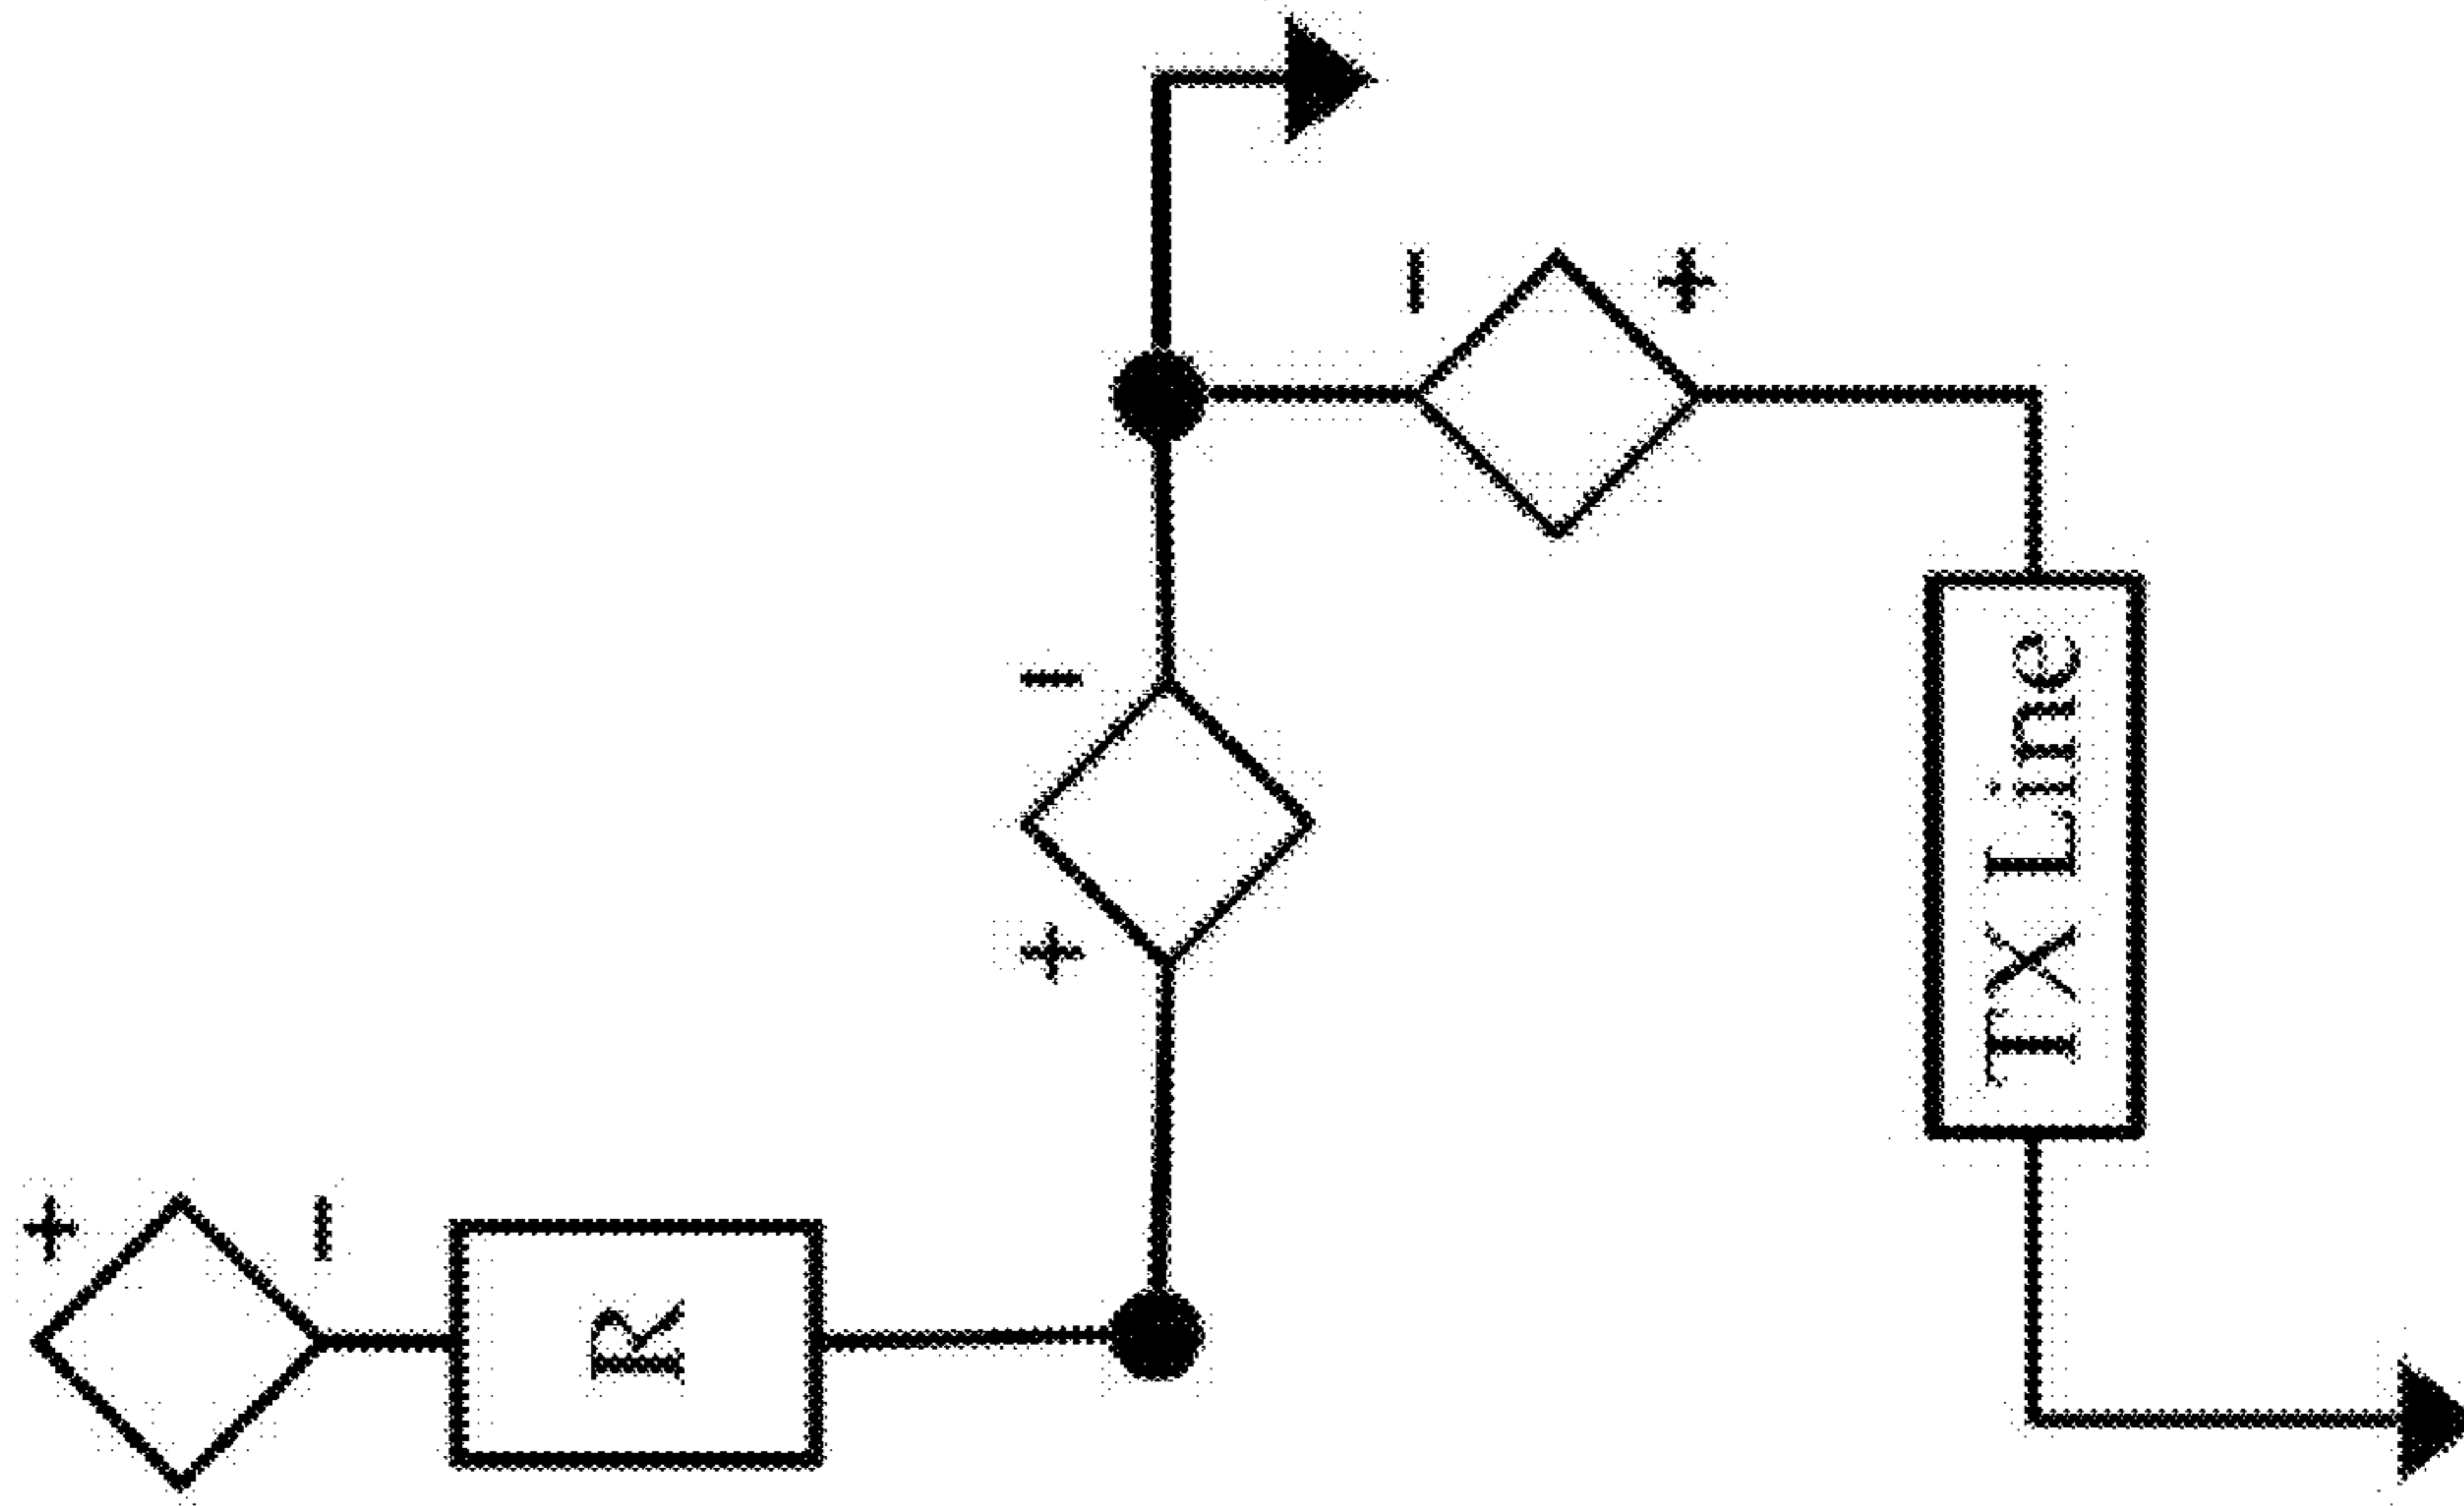 − +
TX Line
−
+
+ −
R